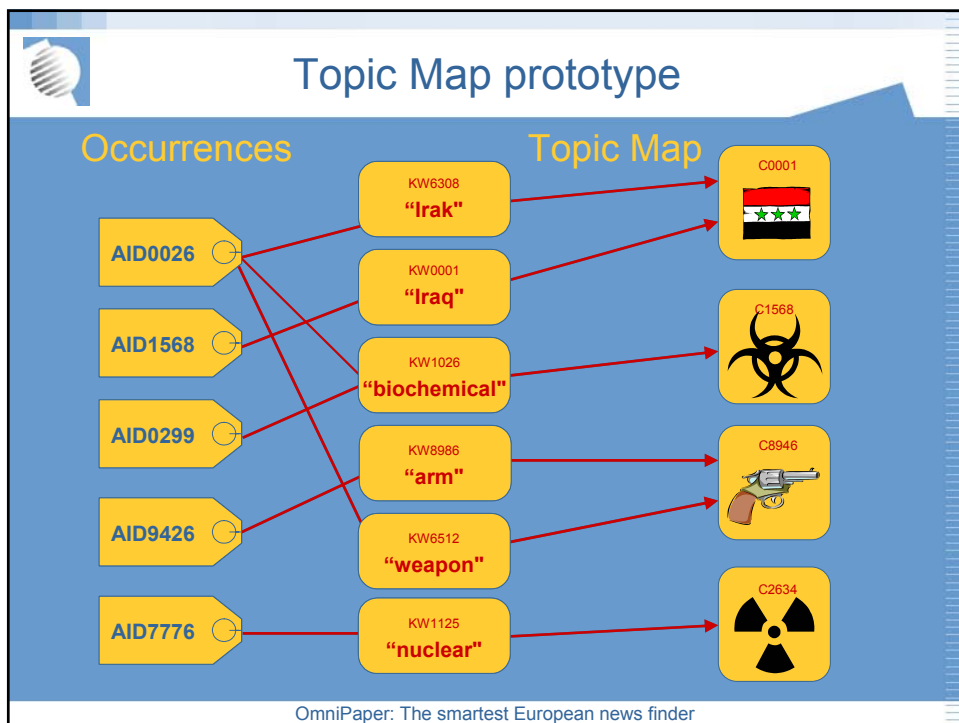 Topic Map prototype
Occurrences
Topic Map
AID0026
AID1568
AID0299
AID9426
AID7776
KW6308
“Irak"
KW0001
“Iraq"
KW1026
“biochemical"
KW8986
“arm"
KW6512
“weapon"
KW1125
“nuclear"
C0001
C1568
C8946
C2634
OmniPaper: The smartest European news finder